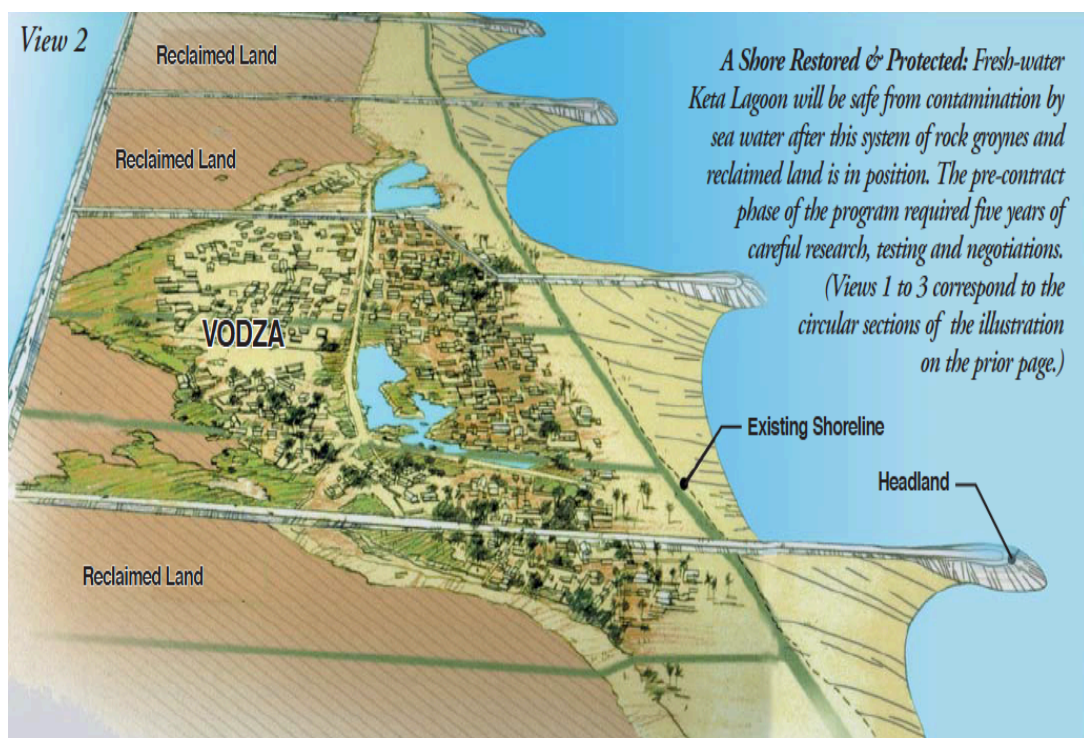 View 2
Reclaimed Land
A Shore Restored & Protected: Fresh-water
Keta Lagoon will be safe from contamination by
sea water after this system of rock groynes and
reclaimed land is in position. The pre-contract
phase of the program required five years of
careful research, testing and negotiations.
(Views 1 to 3 correspond to the
circular sections of the illustration
on the prior page.)
Reclaimed Land
VODZA
Existing Shoreline
Headland
Reclaimed Land